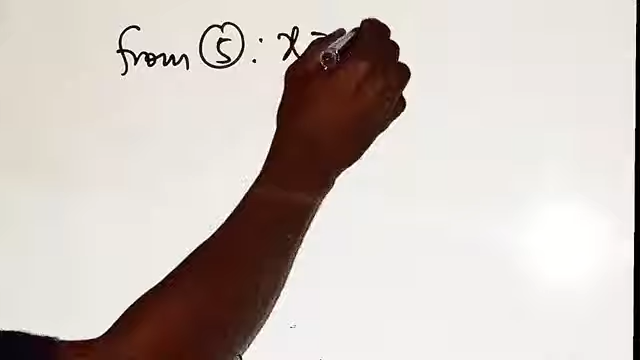 from ⑤: x=